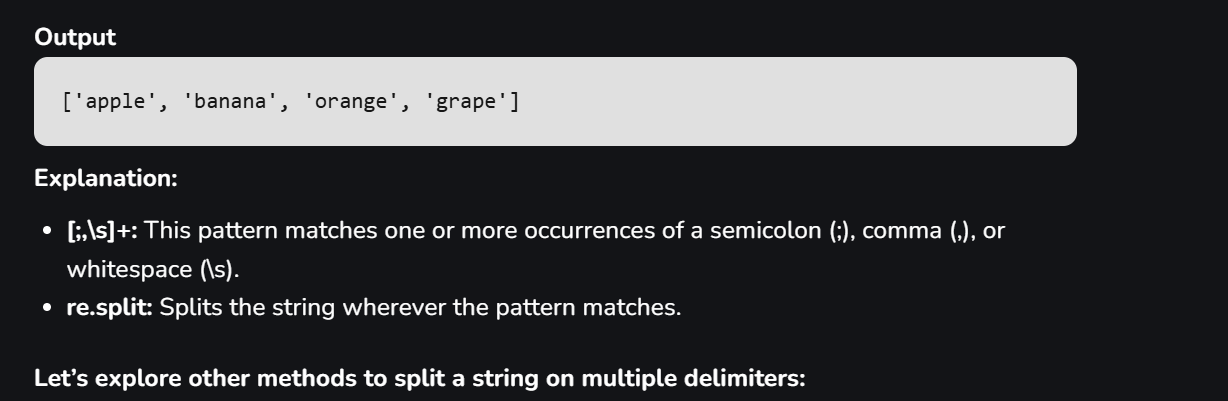 Output
['apple', 'banana', 'orange', 'grape']
Explanation:
• [;,\s]+: This pattern matches one or more occurrences of a semicolon (;), comma (,), or
whitespace (\s).
• re.split: Splits the string wherever the pattern matches.
Let’s explore other methods to split a string on multiple delimiters: